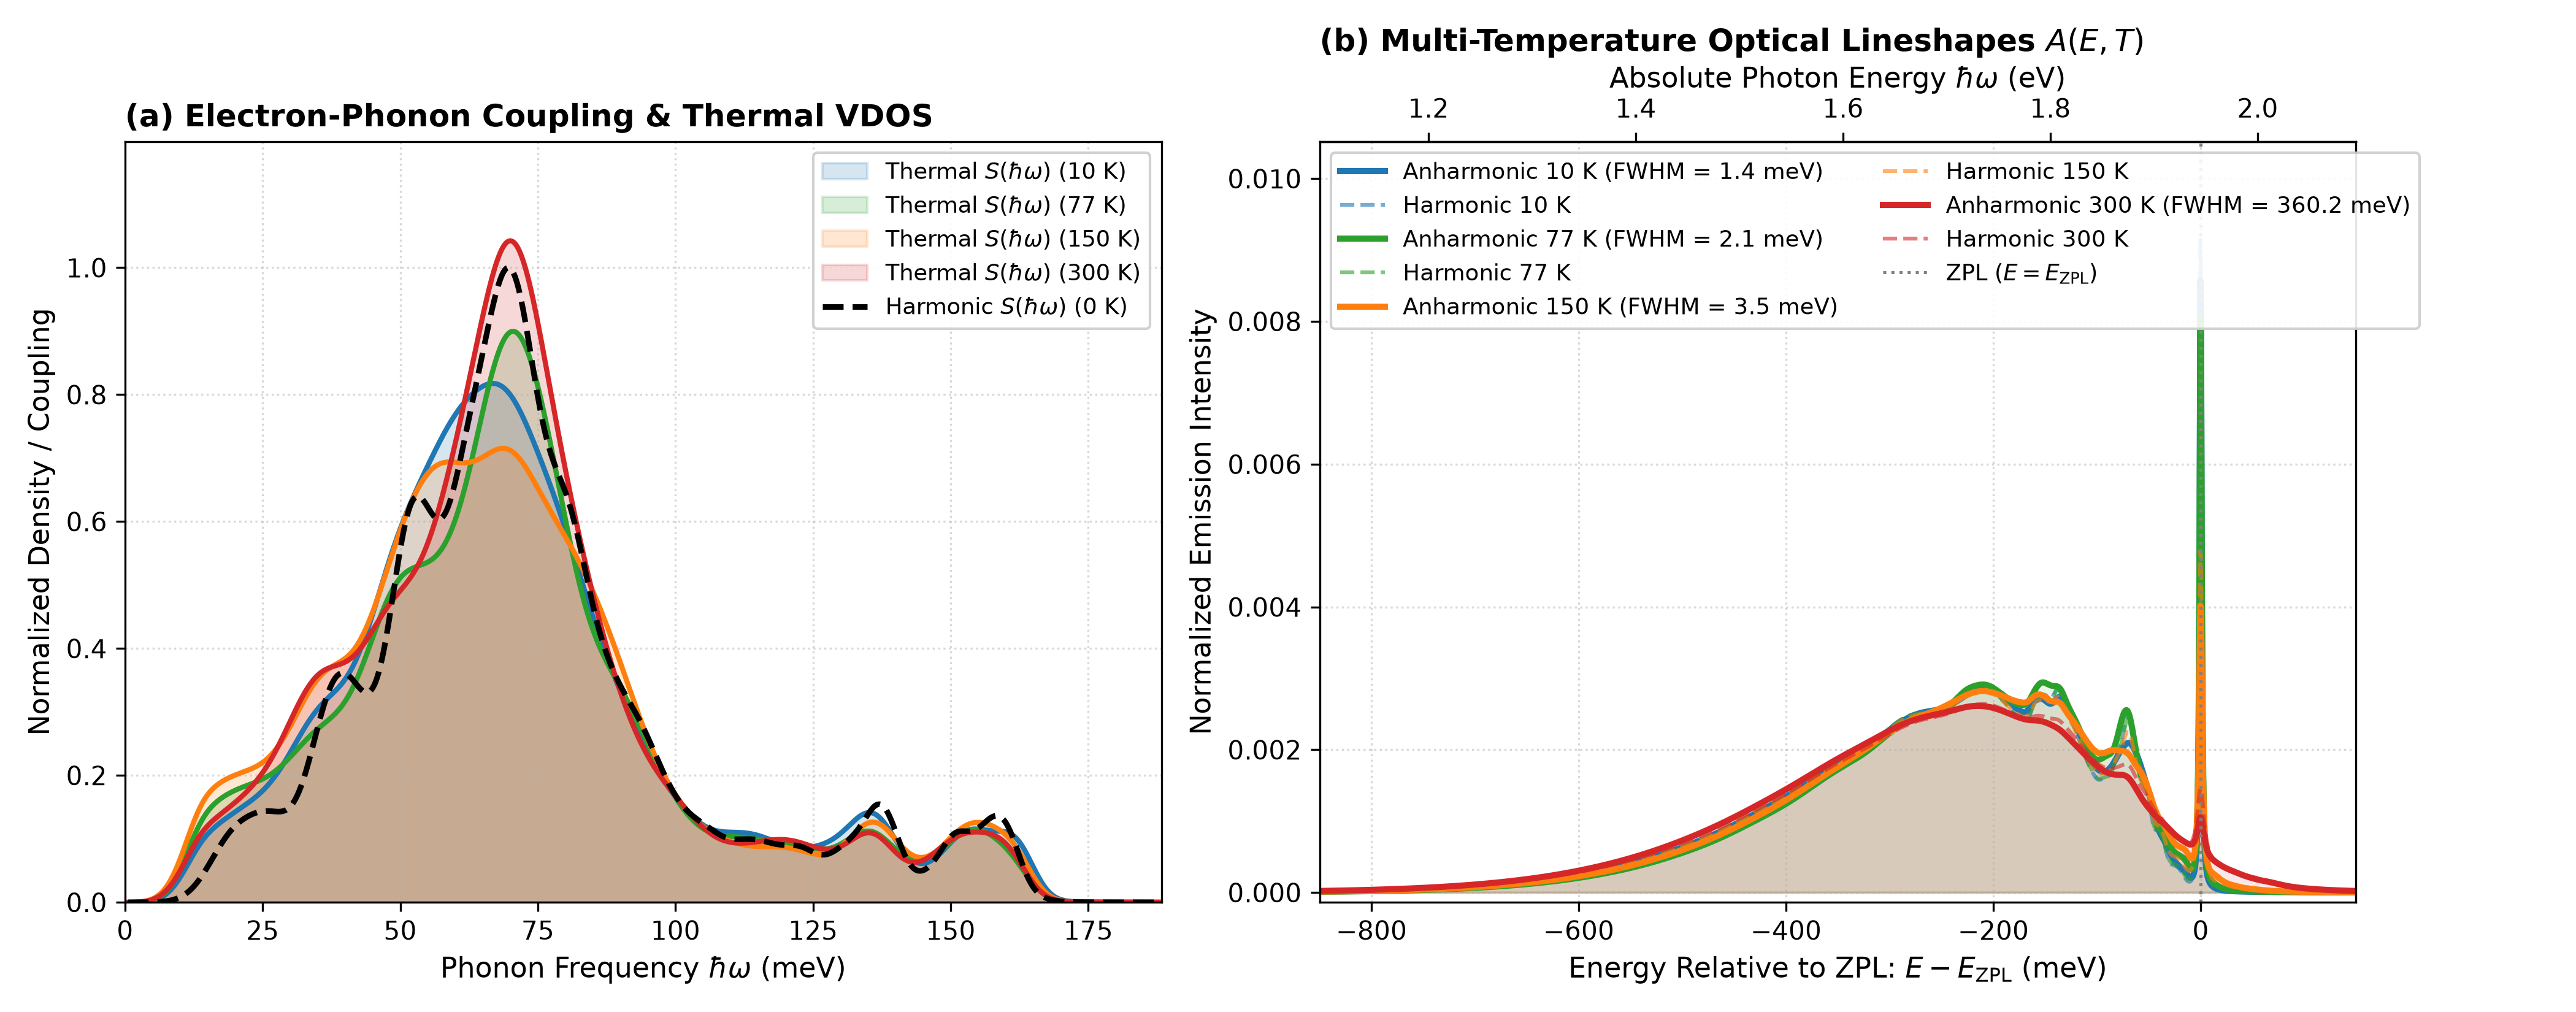 (a) Electron-Phonon Coupling & Thermal VDOS
Normalized Density / Coupling
1.0
0.8
0.6
0.4
0.2
0.0
Thermal S(ħω) (10 K)
Thermal S(ħω) (77 K)
Thermal S(ħω) (150 K)
Thermal S(ħω) (300 K)
Harmonic S(ħω) (0 K)
0 25 50 75 100 125 150 175
Phonon Frequency ħω (meV)
(b) Multi-Temperature Optical Lineshapes A(E, T)
Absolute Photon Energy ħω (eV)
1.2 1.4 1.6 1.8 2.0
Normalized Emission Intensity
0.010
0.008
0.006
0.004
0.002
0.000
Anharmonic 10 K (FWHM = 1.4 meV)
Harmonic 10 K
Anharmonic 77 K (FWHM = 2.1 meV)
Harmonic 77 K
Anharmonic 150 K (FWHM = 3.5 meV)
Harmonic 150 K
Anharmonic 300 K (FWHM = 360.2 meV)
Harmonic 300 K
ZPL (E = E_ZPL)
−800 −600 −400 −200 0
Energy Relative to ZPL: E − E_ZPL (meV)